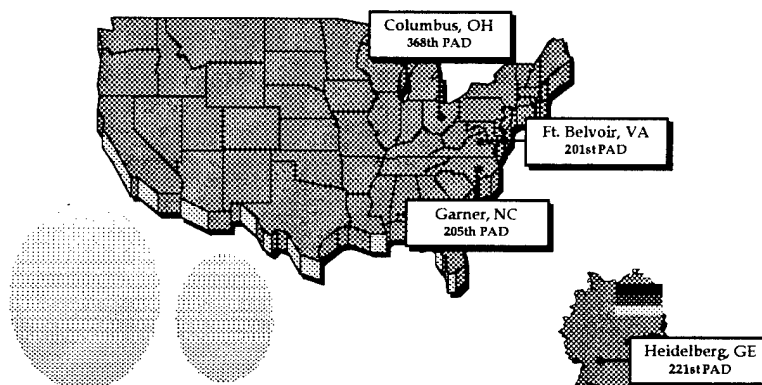 Columbus, OH
368th PAD
Ft. Belvoir, VA
201st PAD
Garner, NC
205th PAD
Heidelberg, GE
221st PAD